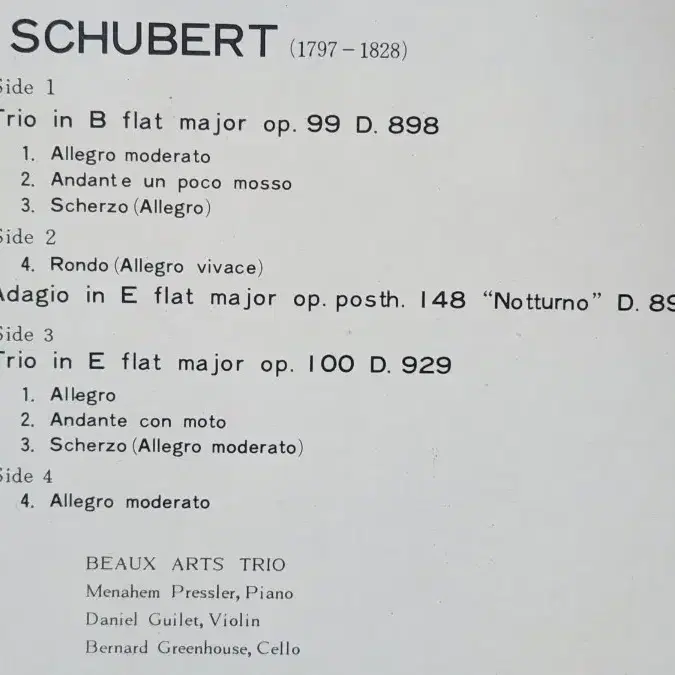 SCHUBERT (1797–1828)
Side 1
Trio in B flat major op. 99 D. 898
1. Allegro moderato
2. Andante un poco mosso
3. Scherzo (Allegro)
Side 2
4. Rondo (Allegro vivace)
Adagio in E flat major op. posth. 148 “Notturno” D. 89
Side 3
Trio in E flat major op. 100 D. 929
1. Allegro
2. Andante con moto
3. Scherzo (Allegro moderato)
Side 4
4. Allegro moderato
BEAUX ARTS TRIO
Menahem Pressler, Piano
Daniel Guilet, Violin
Bernard Greenhouse, Cello